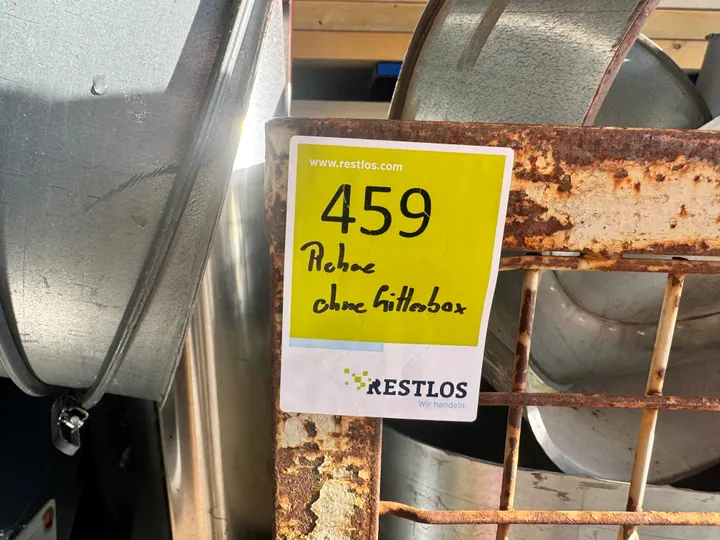 www.restlos.com
459
Rohre
ohne Gitterbox
RESTLOS
Wir handeln.